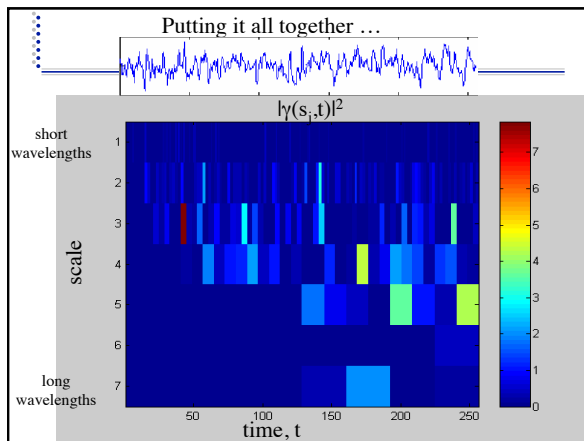 Putting it all together …
|γ(s_j,t)|²
short
wavelengths
long
wavelengths
scale
1
2
3
4
5
6
7
50
100
150
200
250
time, t
7
6
5
4
3
2
1
0